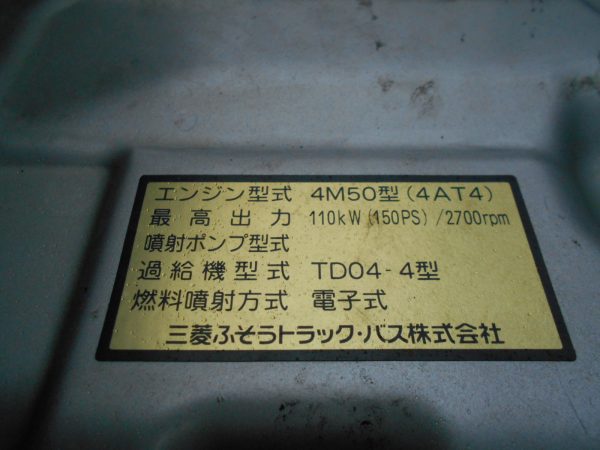 エンジン型式 4M50型(4AT4)
最高出力 110kW(150PS)/2700rpm
噴射ポンプ型式
過給機型式 TD04-4型
燃料噴射方式 電子式
三菱ふそうトラック・バス株式会社